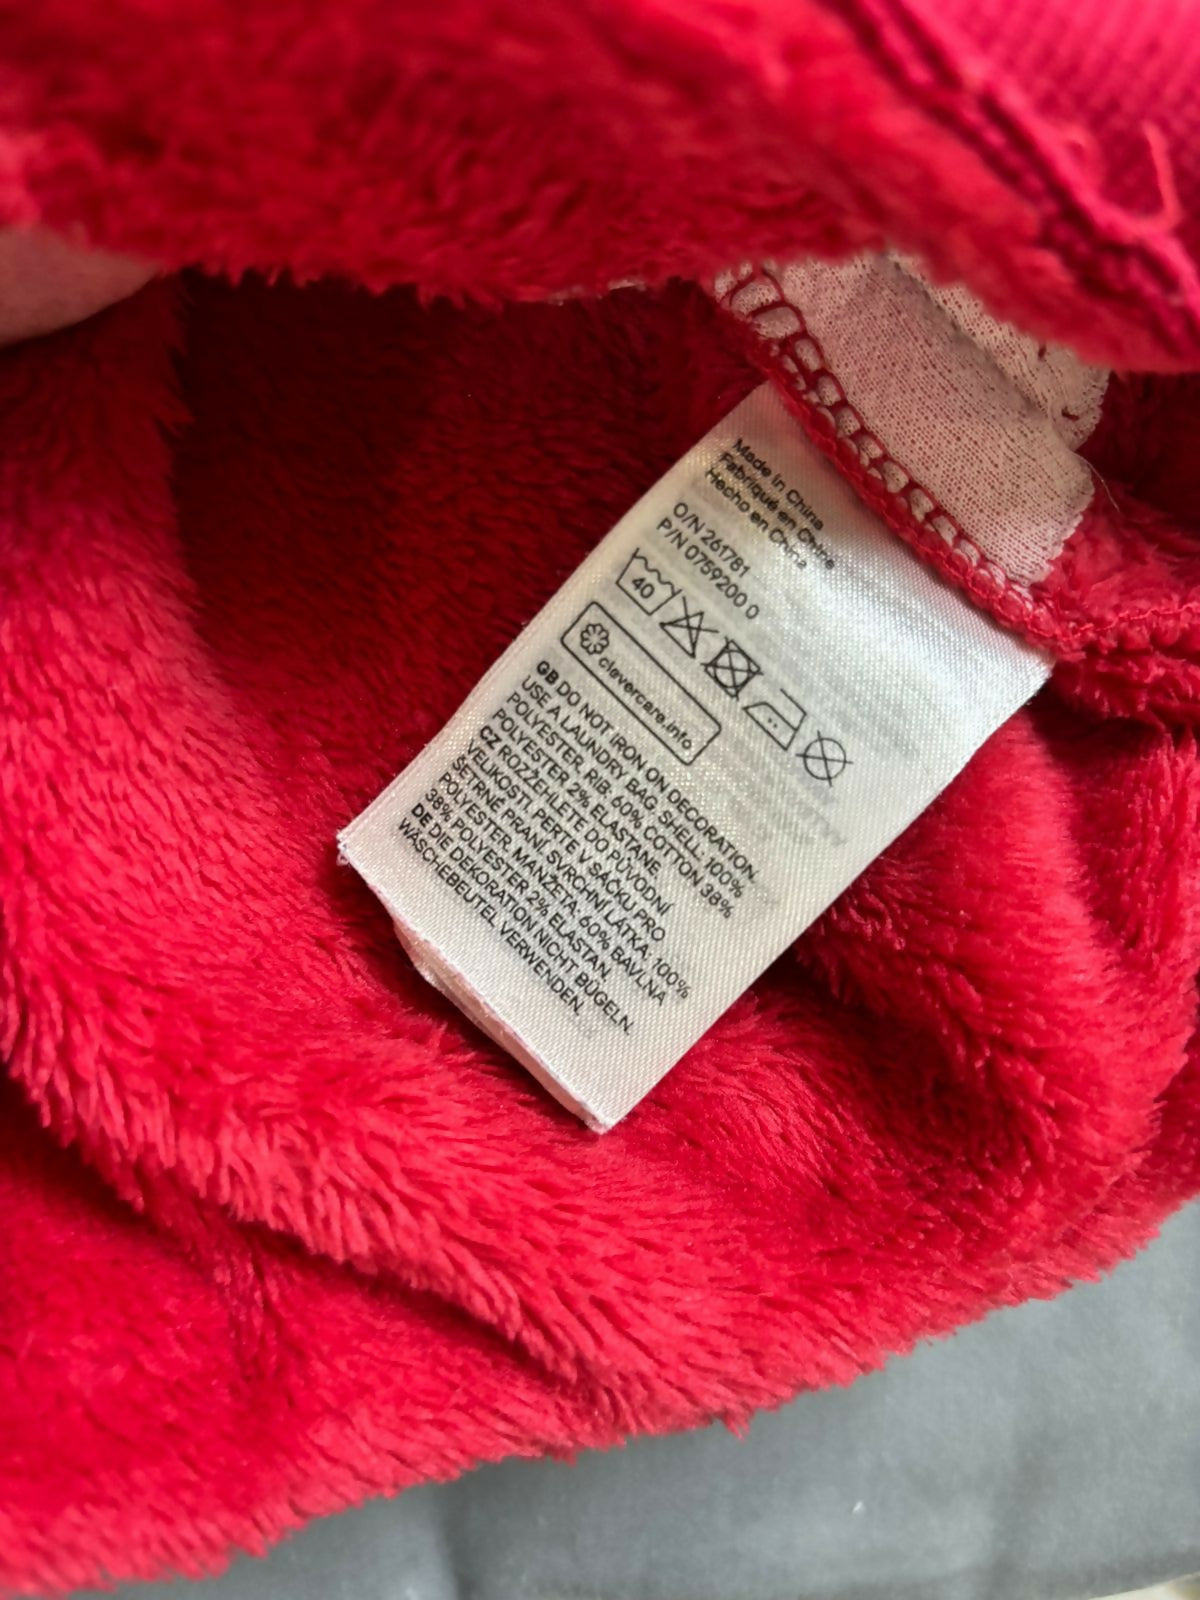 Made in China
Fabriqué en Chine
Hecho en China
O/N 261781
P/N 0759200 0
40
clevercare.info
GB DO NOT IRON ON DECORATION.
USE A LAUNDRY BAG. SHELL: 100%
POLYESTER. RIB: 60% COTTON 38%
POLYESTER 2% ELASTANE
CZ ROZŽEHLETE DO PŮVODNÍ
VELIKOSTI. PERTE V SÁČKU PRO
ŠETRNÉ PRANÍ. SVRCHNÍ LÁTKA: 100%
POLYESTER. MANŽETA: 60% BAVLNA
38% POLYESTER 2% ELASTAN.
DE DIE DEKORATION NICHT BÜGELN.
WÄSCHEBEUTEL VERWENDEN.